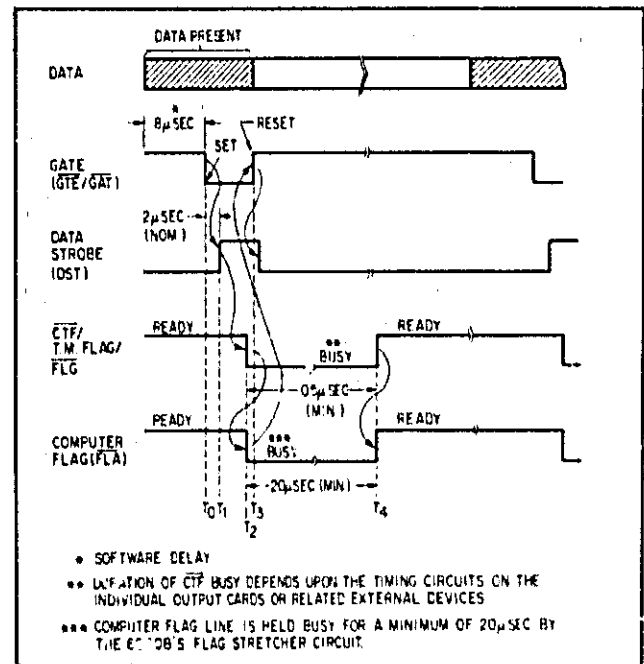 DATA PRESENT
DATA
*
8µSEC
RESET
SET
GATE
(GTE/GAT)
2µSEC
(NOM.)
DATA
STROBE
(DST)
CTF/
T.M. FLAG/
FLG
READY
**
BUSY
READY
(MIN.)
COMPUTER
FLAG(FLA)
READY
***
BUSY
READY
20µSEC (MIN)
T0 T1 T2 T3 T4
* SOFTWARE DELAY
** DURATION OF CTF BUSY DEPENDS UPON THE TIMING CIRCUITS ON THE
INDIVIDUAL OUTPUT CARDS OR RELATED EXTERNAL DEVICES
*** COMPUTER FLAG LINE IS HELD BUSY FOR A MINIMUM OF 20µSEC BY
THE FLAG STRETCHER CIRCUIT.